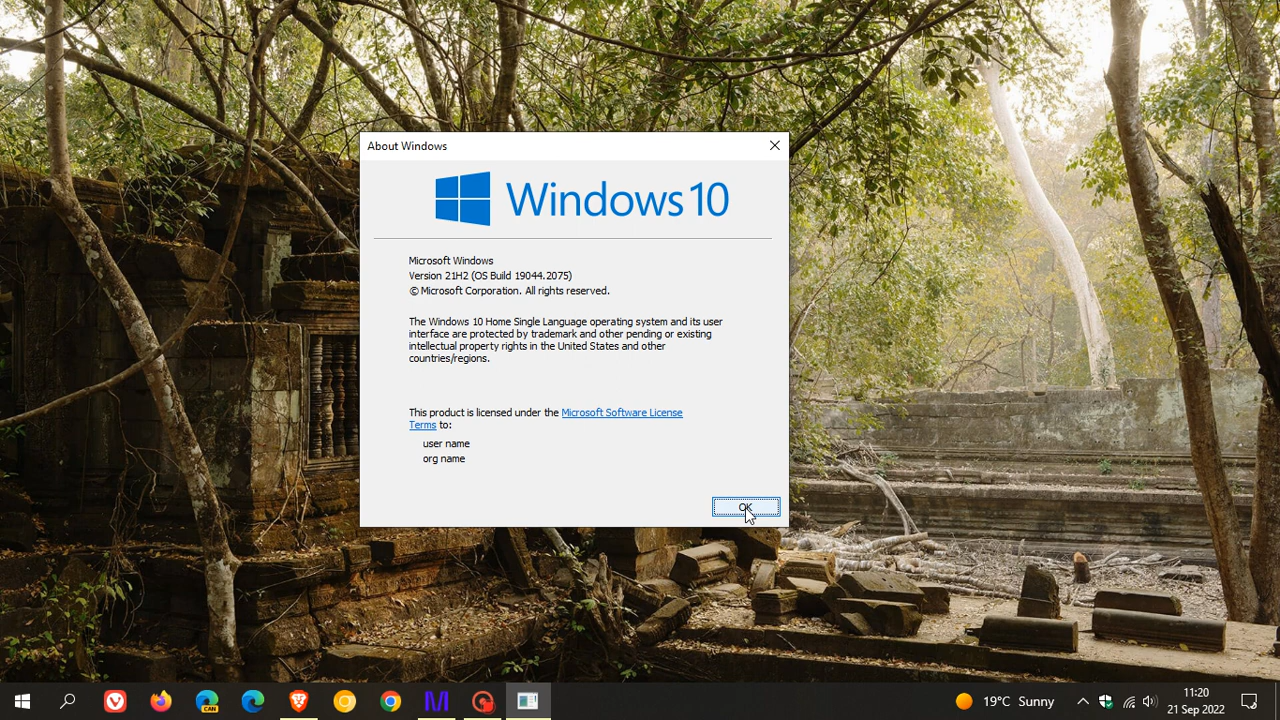 About Windows
Windows 10
Microsoft Windows
Version 21H2 (OS Build 19044.2075)
© Microsoft Corporation. All rights reserved.
The Windows 10 Home Single Language operating system and its user
interface are protected by trademark and other pending or existing
intellectual property rights in the United States and other
countries/regions.
This product is licensed under the Microsoft Software License
Terms to:
user name
org name
OK
CAN
19°C Sunny
11:20
21 Sep 2022